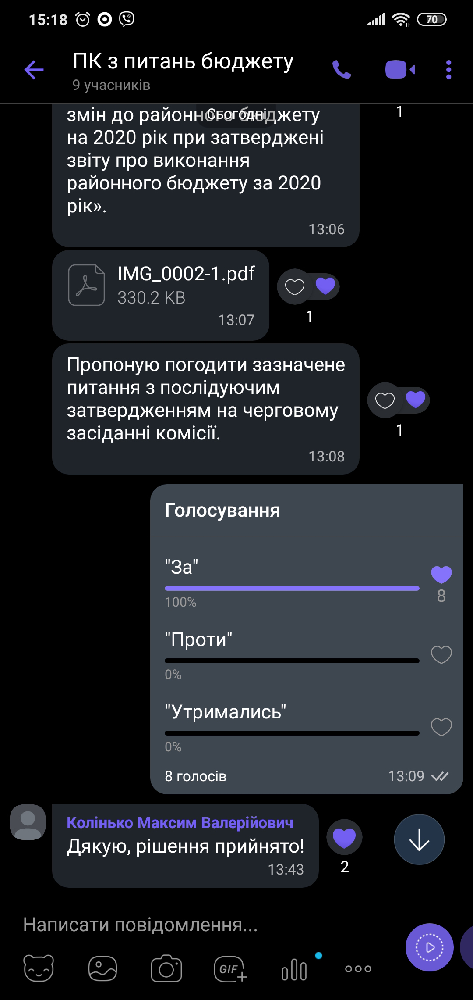 15:18
70
ПК з питань бюджету
9 учасників
Сьогодні
змін до районного бюджету
1
на 2020 рік при затверджені
звіту про виконання
районного бюджету за 2020
рік».
13:06
IMG_0002-1.pdf
330.2 KB
13:07
1
Пропоную погодити зазначене
питання з послідуючим
затвердженням на черговому
засіданні комісії.
13:08
1
Голосування
"За"
100%
8
"Проти"
0%
"Утримались"
0%
8 голосів
13:09
Колінько Максим Валерійович
Дякую, рішення прийнято!
13:43
2
Написати повідомлення...
GIF